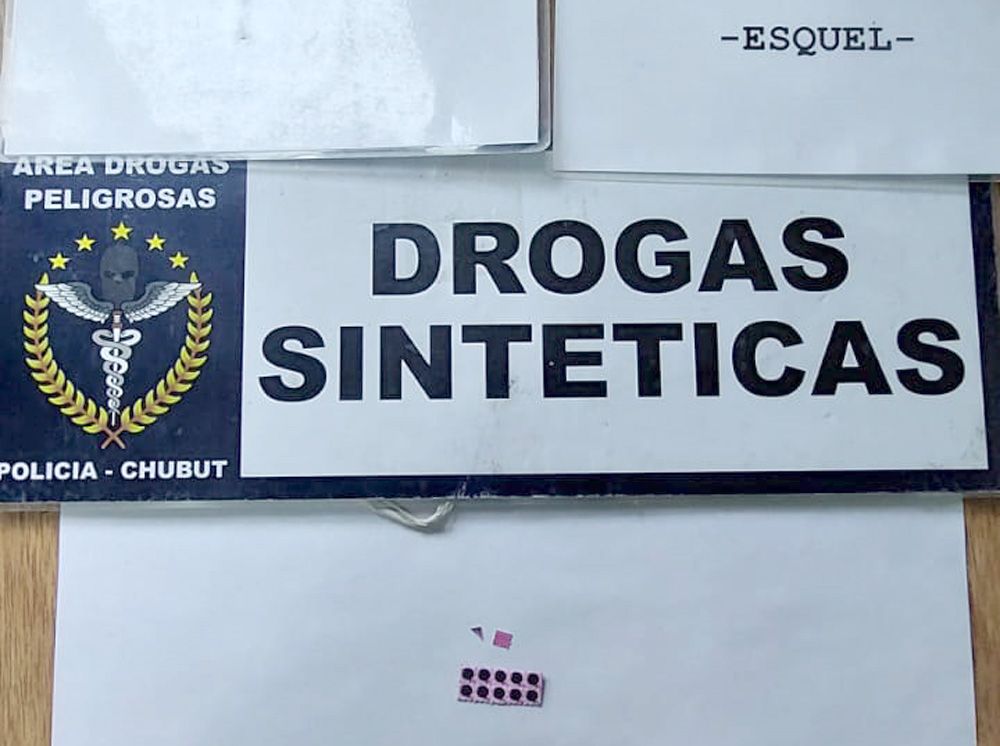 -ESQUEL-
AREA DROGAS
PELIGROSAS
POLICIA - CHUBUT
DROGAS
SINTETICAS